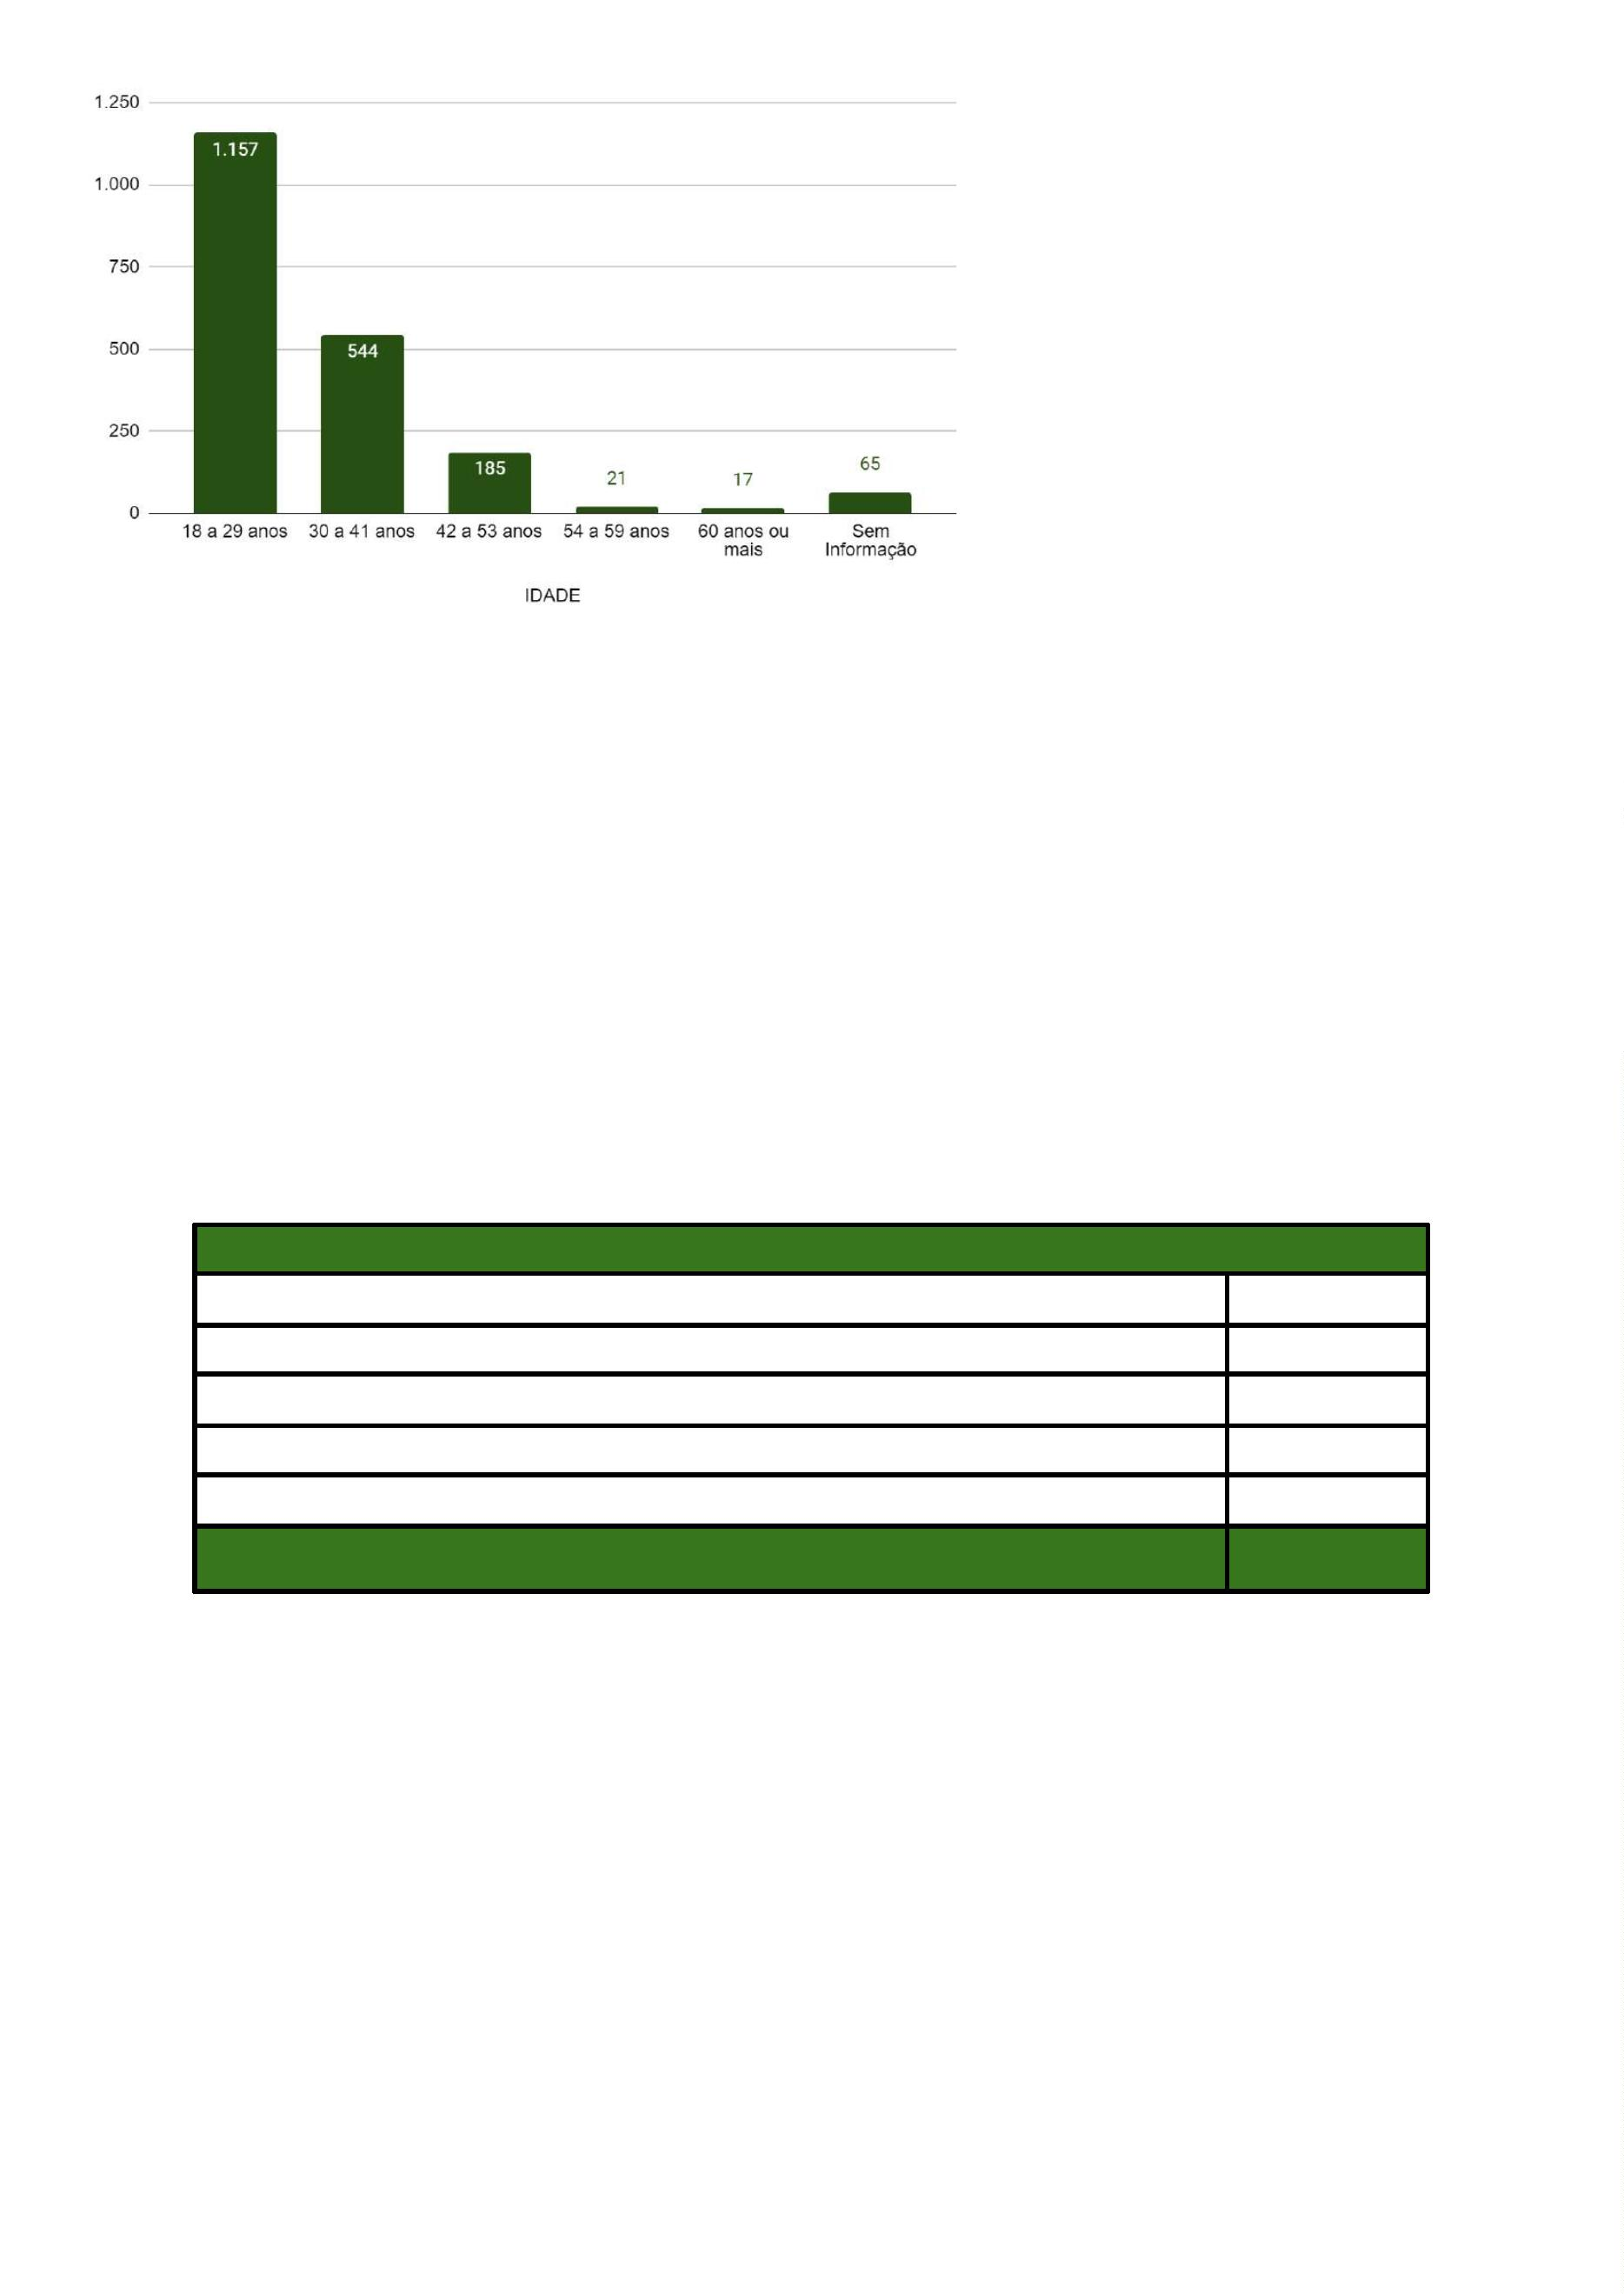 1.250
1.000
750
500
250
0
1.157
544
185
21
17
65
18 a 29 anos
30 a 41 anos
42 a 53 anos
54 a 59 anos
60 anos ou
mais
Sem
Informação
IDADE